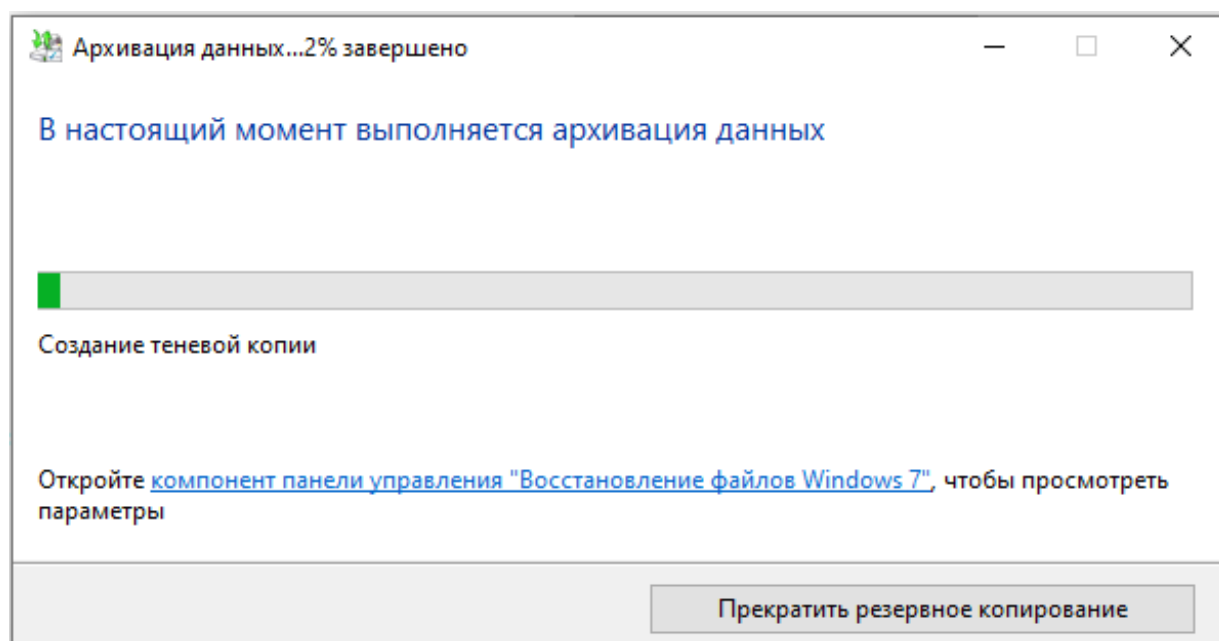 Архивация данных...2% завершено
В настоящий момент выполняется архивация данных
Создание теневой копии
Откройте компонент панели управления "Восстановление файлов Windows 7", чтобы просмотреть
параметры
Прекратить резервное копирование